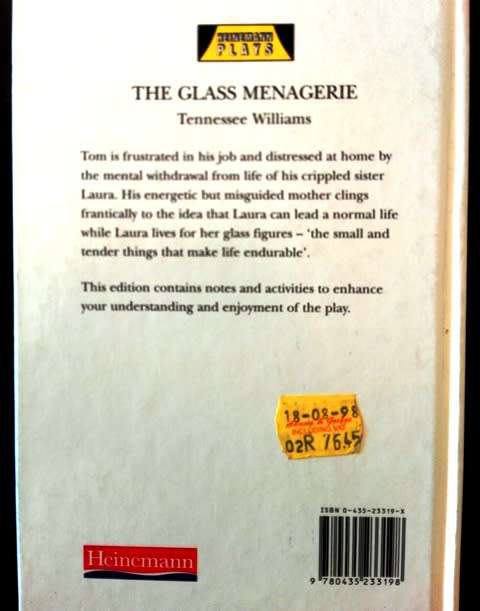 HEINEMANN
PLAYS
THE GLASS MENAGERIE
Tennessee Williams
Tom is frustrated in his job and distressed at home by
the mental withdrawal from life of his crippled sister
Laura. His energetic but misguided mother clings
frantically to the idea that Laura can lead a normal life
while Laura lives for her glass figures – 'the small and
tender things that make life endurable'.
This edition contains notes and activities to enhance
your understanding and enjoyment of the play.
18-08-98
INCLUDING VAT
02R 76.45
ISBN 0-435-23319-X
9 780435 233198
Heinemann